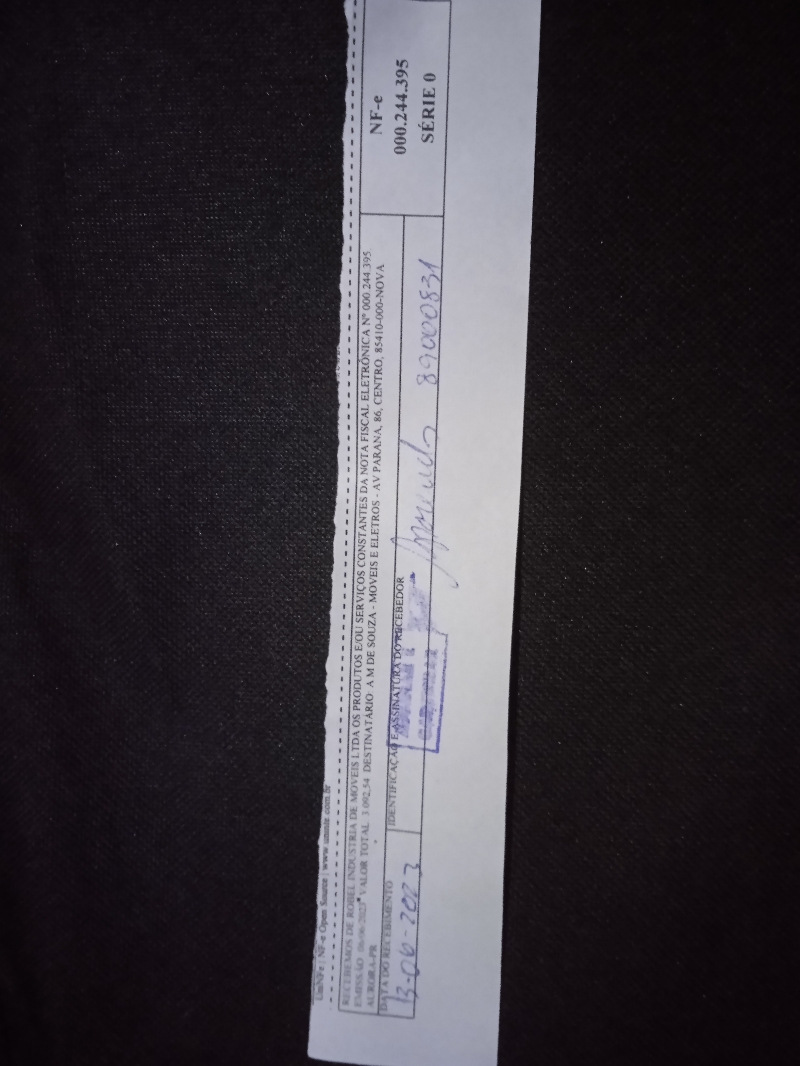 UniNFe | NF-e Open Source | www.uninfe.com.br
RECEBEMOS DE ROBEL INDUSTRIA DE MOVEIS LTDA OS PRODUTOS E/OU SERVIÇOS CONSTANTES DA NOTA FISCAL ELETRÔNICA Nº 000.244.395
EMISSÃO: 06/06/2023 VALOR TOTAL: 3.092,54 DESTINATÁRIO: A M DE SOUZA - MOVEIS E ELETROS - AV PARANA, 86, CENTRO, 85410-000-NOVA
AURORA-PR
DATA DO RECEBIMENTO
13-06-2023
IDENTIFICAÇÃO E ASSINATURA DO RECEBEDOR
89000831
NF-e
000.244.395
SÉRIE 0